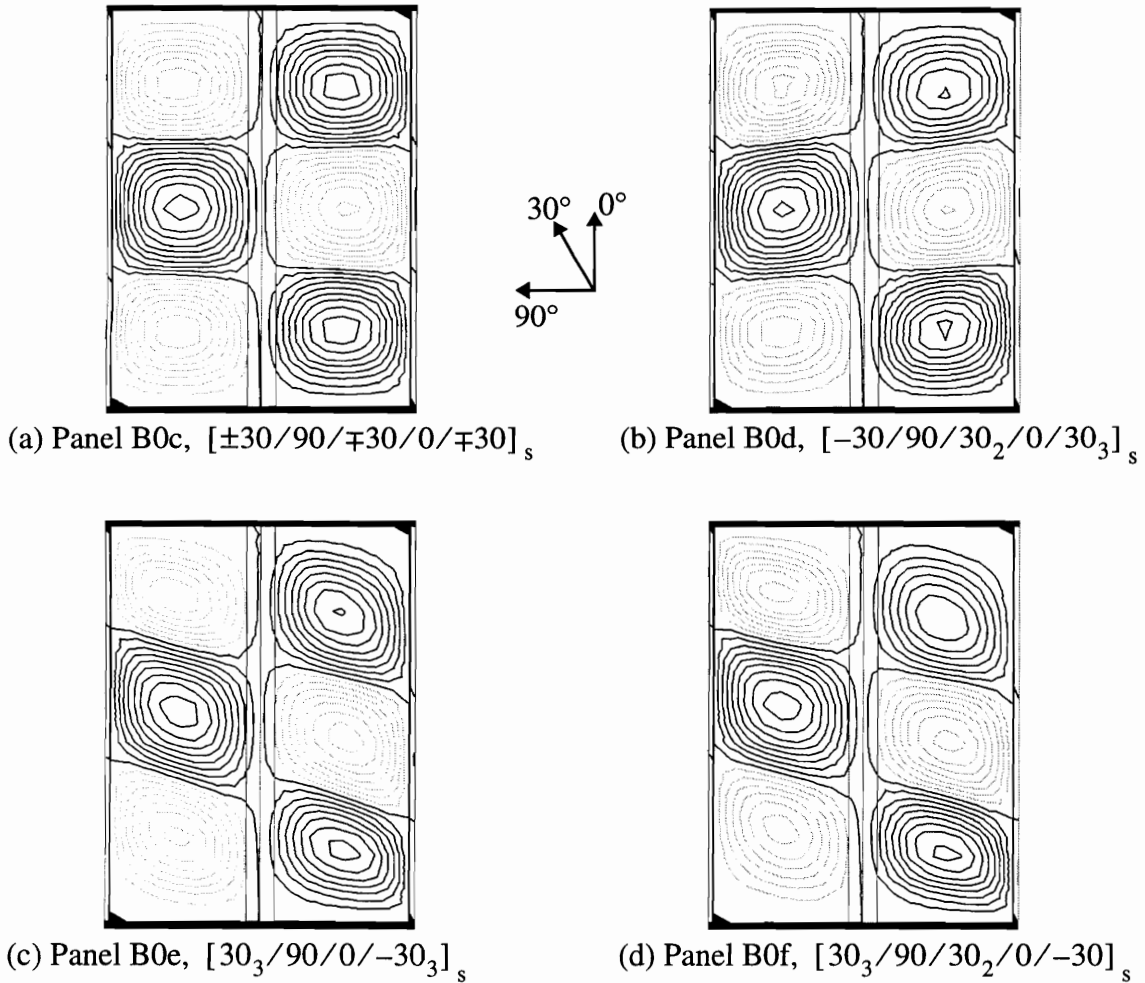 30° 0°
90°
(a) Panel B0c, [±30/90/∓30/0/∓30]s
(b) Panel B0d, [−30/90/30₂/0/30₃]s
(c) Panel B0e, [30₃/90/0/−30₃]s
(d) Panel B0f, [30₃/90/30₂/0/−30]s